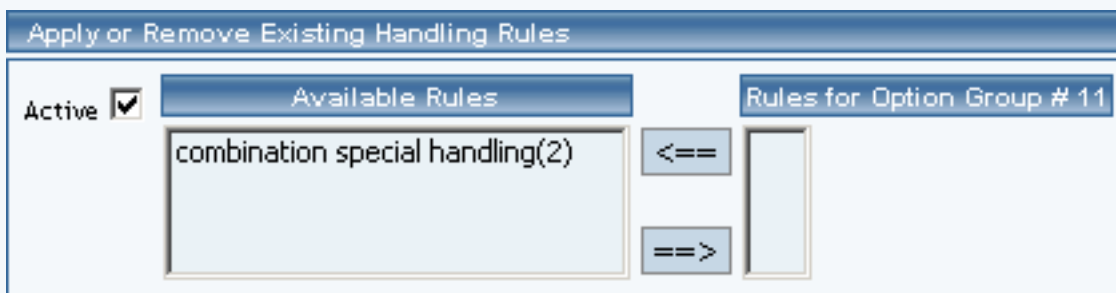 Apply or Remove Existing Handling Rules
Active
Available Rules
Rules for Option Group # 11
combination special handling(2)
<==
==>